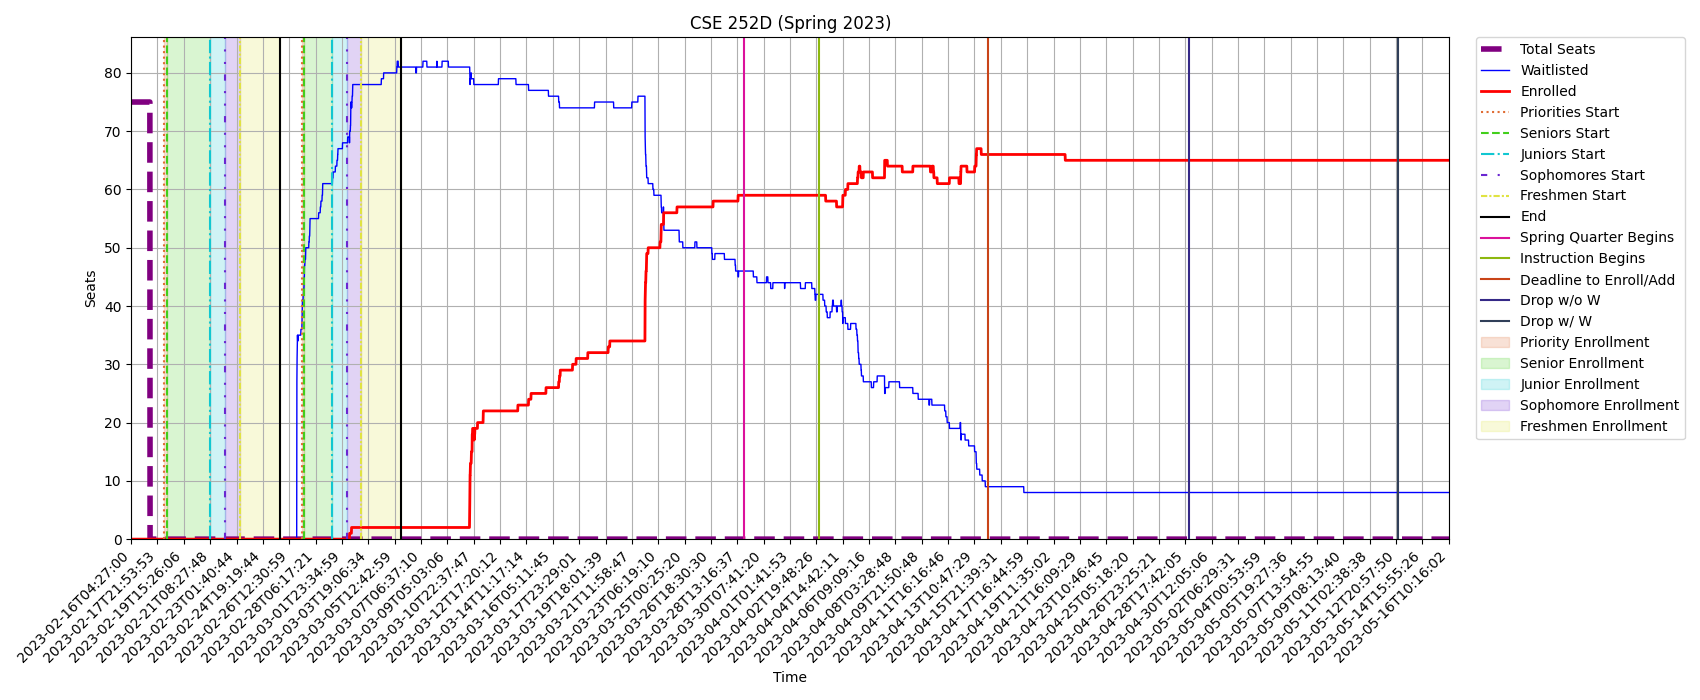 CSE 252D (Spring 2023)
Seats
80
70
60
50
40
30
20
10
0
2023-02-16T04:27:00
2023-02-17T21:53:53
2023-02-19T15:26:06
2023-02-21T08:27:48
2023-02-23T01:40:44
2023-02-24T19:19:44
2023-02-26T12:30:59
2023-02-28T06:17:21
2023-03-01T23:34:59
2023-03-03T19:06:34
2023-03-05T12:42:59
2023-03-07T06:37:10
2023-03-09T05:03:06
2023-03-10T22:37:47
2023-03-12T17:20:12
2023-03-14T11:17:14
2023-03-16T05:11:45
2023-03-17T23:29:01
2023-03-19T18:01:39
2023-03-21T11:58:47
2023-03-23T06:19:10
2023-03-25T00:25:20
2023-03-26T18:30:30
2023-03-28T13:16:37
2023-03-30T07:41:20
2023-04-01T01:41:53
2023-04-02T19:48:26
2023-04-04T14:42:11
2023-04-06T09:09:16
2023-04-08T03:28:48
2023-04-09T21:50:48
2023-04-11T16:16:46
2023-04-13T10:47:29
2023-04-15T21:39:31
2023-04-17T16:44:59
2023-04-19T11:35:02
2023-04-21T16:09:29
2023-04-23T10:46:45
2023-04-25T05:18:20
2023-04-26T23:25:21
2023-04-28T17:42:05
2023-04-30T12:05:06
2023-05-02T06:29:31
2023-05-04T00:53:59
2023-05-05T19:27:36
2023-05-07T13:54:55
2023-05-09T08:13:40
2023-05-11T02:38:38
2023-05-12T20:57:50
2023-05-14T15:55:26
2023-05-16T10:16:02
Time
Total Seats
Waitlisted
Enrolled
Priorities Start
Seniors Start
Juniors Start
Sophomores Start
Freshmen Start
End
Spring Quarter Begins
Instruction Begins
Deadline to Enroll/Add
Drop w/o W
Drop w/ W
Priority Enrollment
Senior Enrollment
Junior Enrollment
Sophomore Enrollment
Freshmen Enrollment